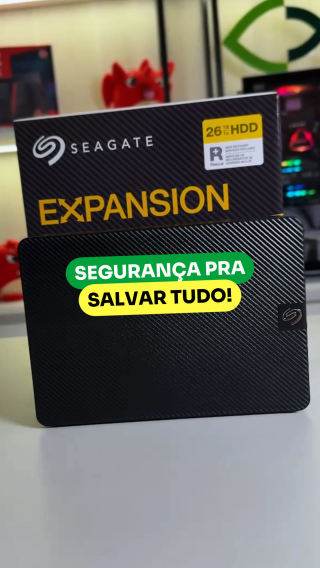 SEAGATE
26 TB HDD
EXPANSION
SEGURANÇA PRA
SALVAR TUDO!